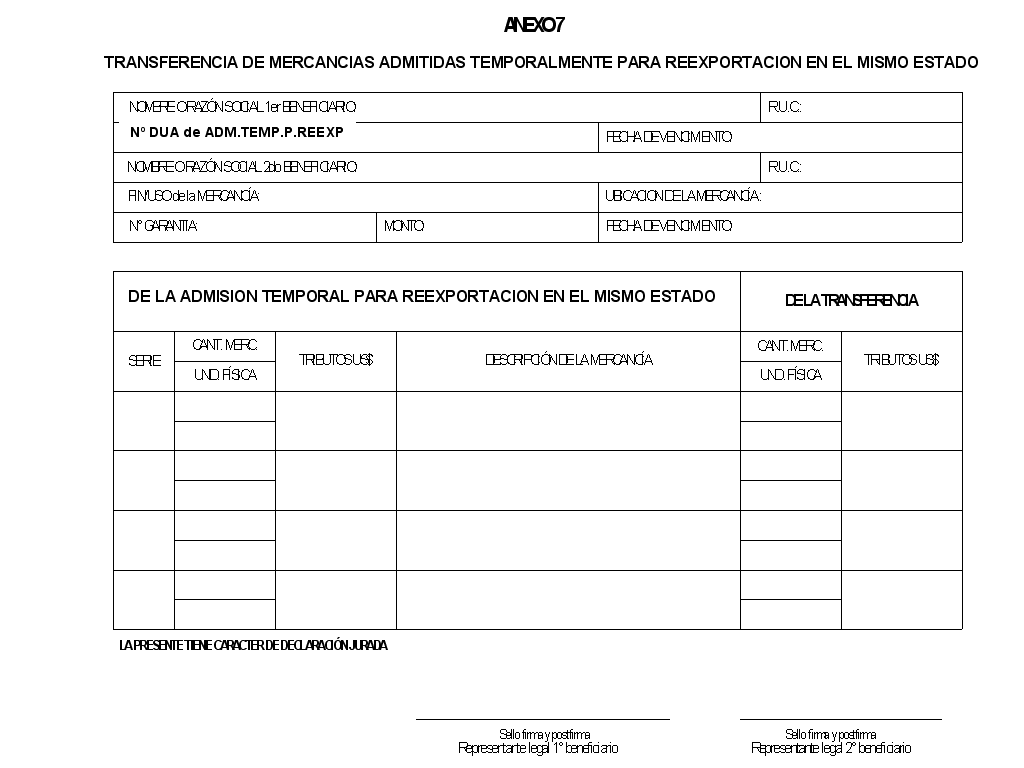 ANEXO 7
TRANSFERENCIA DE MERCANCIAS ADMITIDAS TEMPORALMENTE PARA REEXPORTACION EN EL MISMO ESTADO
NOMBRE O RAZÓN SOCIAL 1er BENEFICIARIO: R.U.C.:
Nº DUA de ADM.TEMP.P.REEXP FECHA DE VENCIMIENTO:
NOMBRE O RAZÓN SOCIAL 2do BENEFICIARIO: R.U.C.:
FIN/USO de la MERCANCÍA: UBICACION DE LA MERCANCÍA:
Nº GARANTIA: MONTO: FECHA DE VENCIMIENTO:
DE LA ADMISION TEMPORAL PARA REEXPORTACION EN EL MISMO ESTADO DE LA TRANSFERENCIA
SERIE CANT. MERC. TRIBUTOS US$ DESCRIPCIÓN DE LA MERCANCÍA CANT. MERC. TRIBUTOS US$
UND. FÍSICA UND. FÍSICA
LA PRESENTE TIENE CARACTER DE DECLARACIÓN JURADA
Sello firma y postfirma Sello firma y postfirma
Representante legal 1° beneficiario Representante legal 2° beneficiario